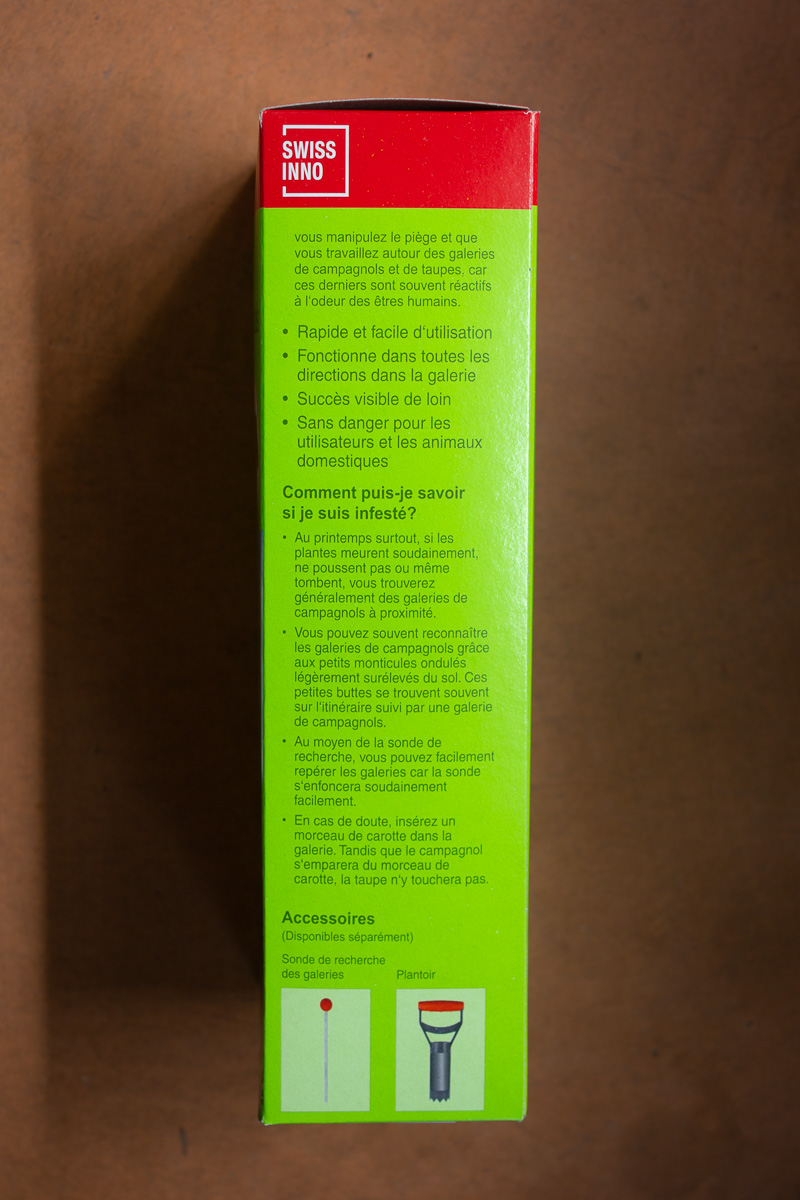 SWISS
INNO
vous manipulez le piège et que
vous travaillez autour des galeries
de campagnols et de taupes, car
ces derniers sont souvent réactifs
à l'odeur des êtres humains.
• Rapide et facile d'utilisation
• Fonctionne dans toutes les
directions dans la galerie
• Succès visible de loin
• Sans danger pour les
utilisateurs et les animaux
domestiques
Comment puis-je savoir
si je suis infesté?
• Au printemps surtout, si les
plantes meurent soudainement,
ne poussent pas ou même
tombent, vous trouverez
généralement des galeries de
campagnols à proximité.
• Vous pouvez souvent reconnaître
les galeries de campagnols grâce
aux petits monticules ondulés
légèrement surélevés du sol. Ces
petites buttes se trouvent souvent
sur l'itinéraire suivi par une galerie
de campagnols.
• Au moyen de la sonde de
recherche, vous pouvez facilement
repérer les galeries car la sonde
s'enfoncera soudainement
facilement.
• En cas de doute, insérez un
morceau de carotte dans la
galerie. Tandis que le campagnol
s'emparera du morceau de
carotte, la taupe n'y touchera pas.
Accessoires
(Disponibles séparément)
Sonde de recherche
des galeries
Plantoir